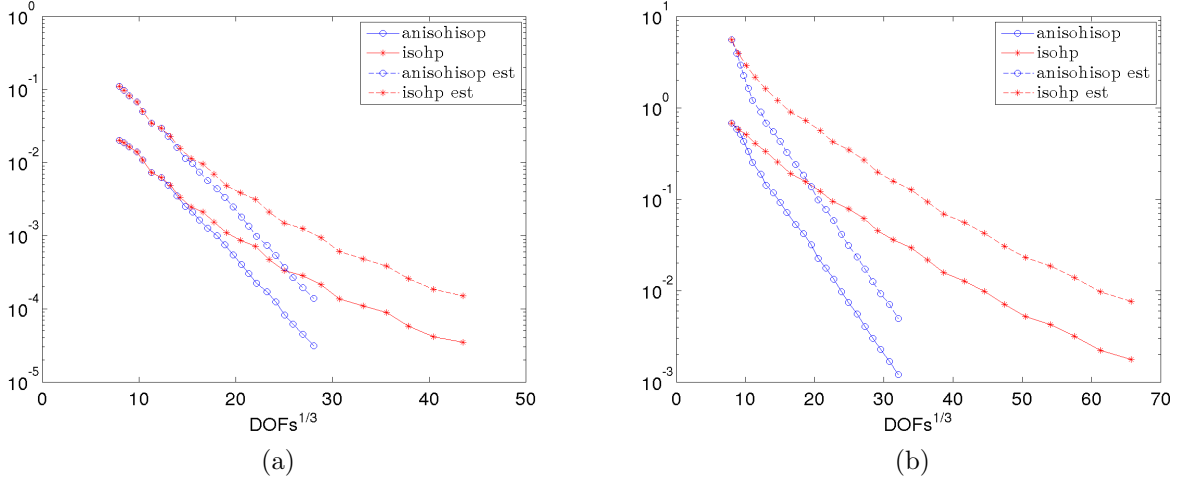 10^0
10^-1
10^-2
10^-3
10^-4
10^-5
0 10 20 30 40 50
DOFs^1/3
anisohisop
isohp
anisohisop est
isohp est
(a)
10^1
10^0
10^-1
10^-2
10^-3
0 10 20 30 40 50 60 70
DOFs^1/3
anisohisop
isohp
anisohisop est
isohp est
(b)